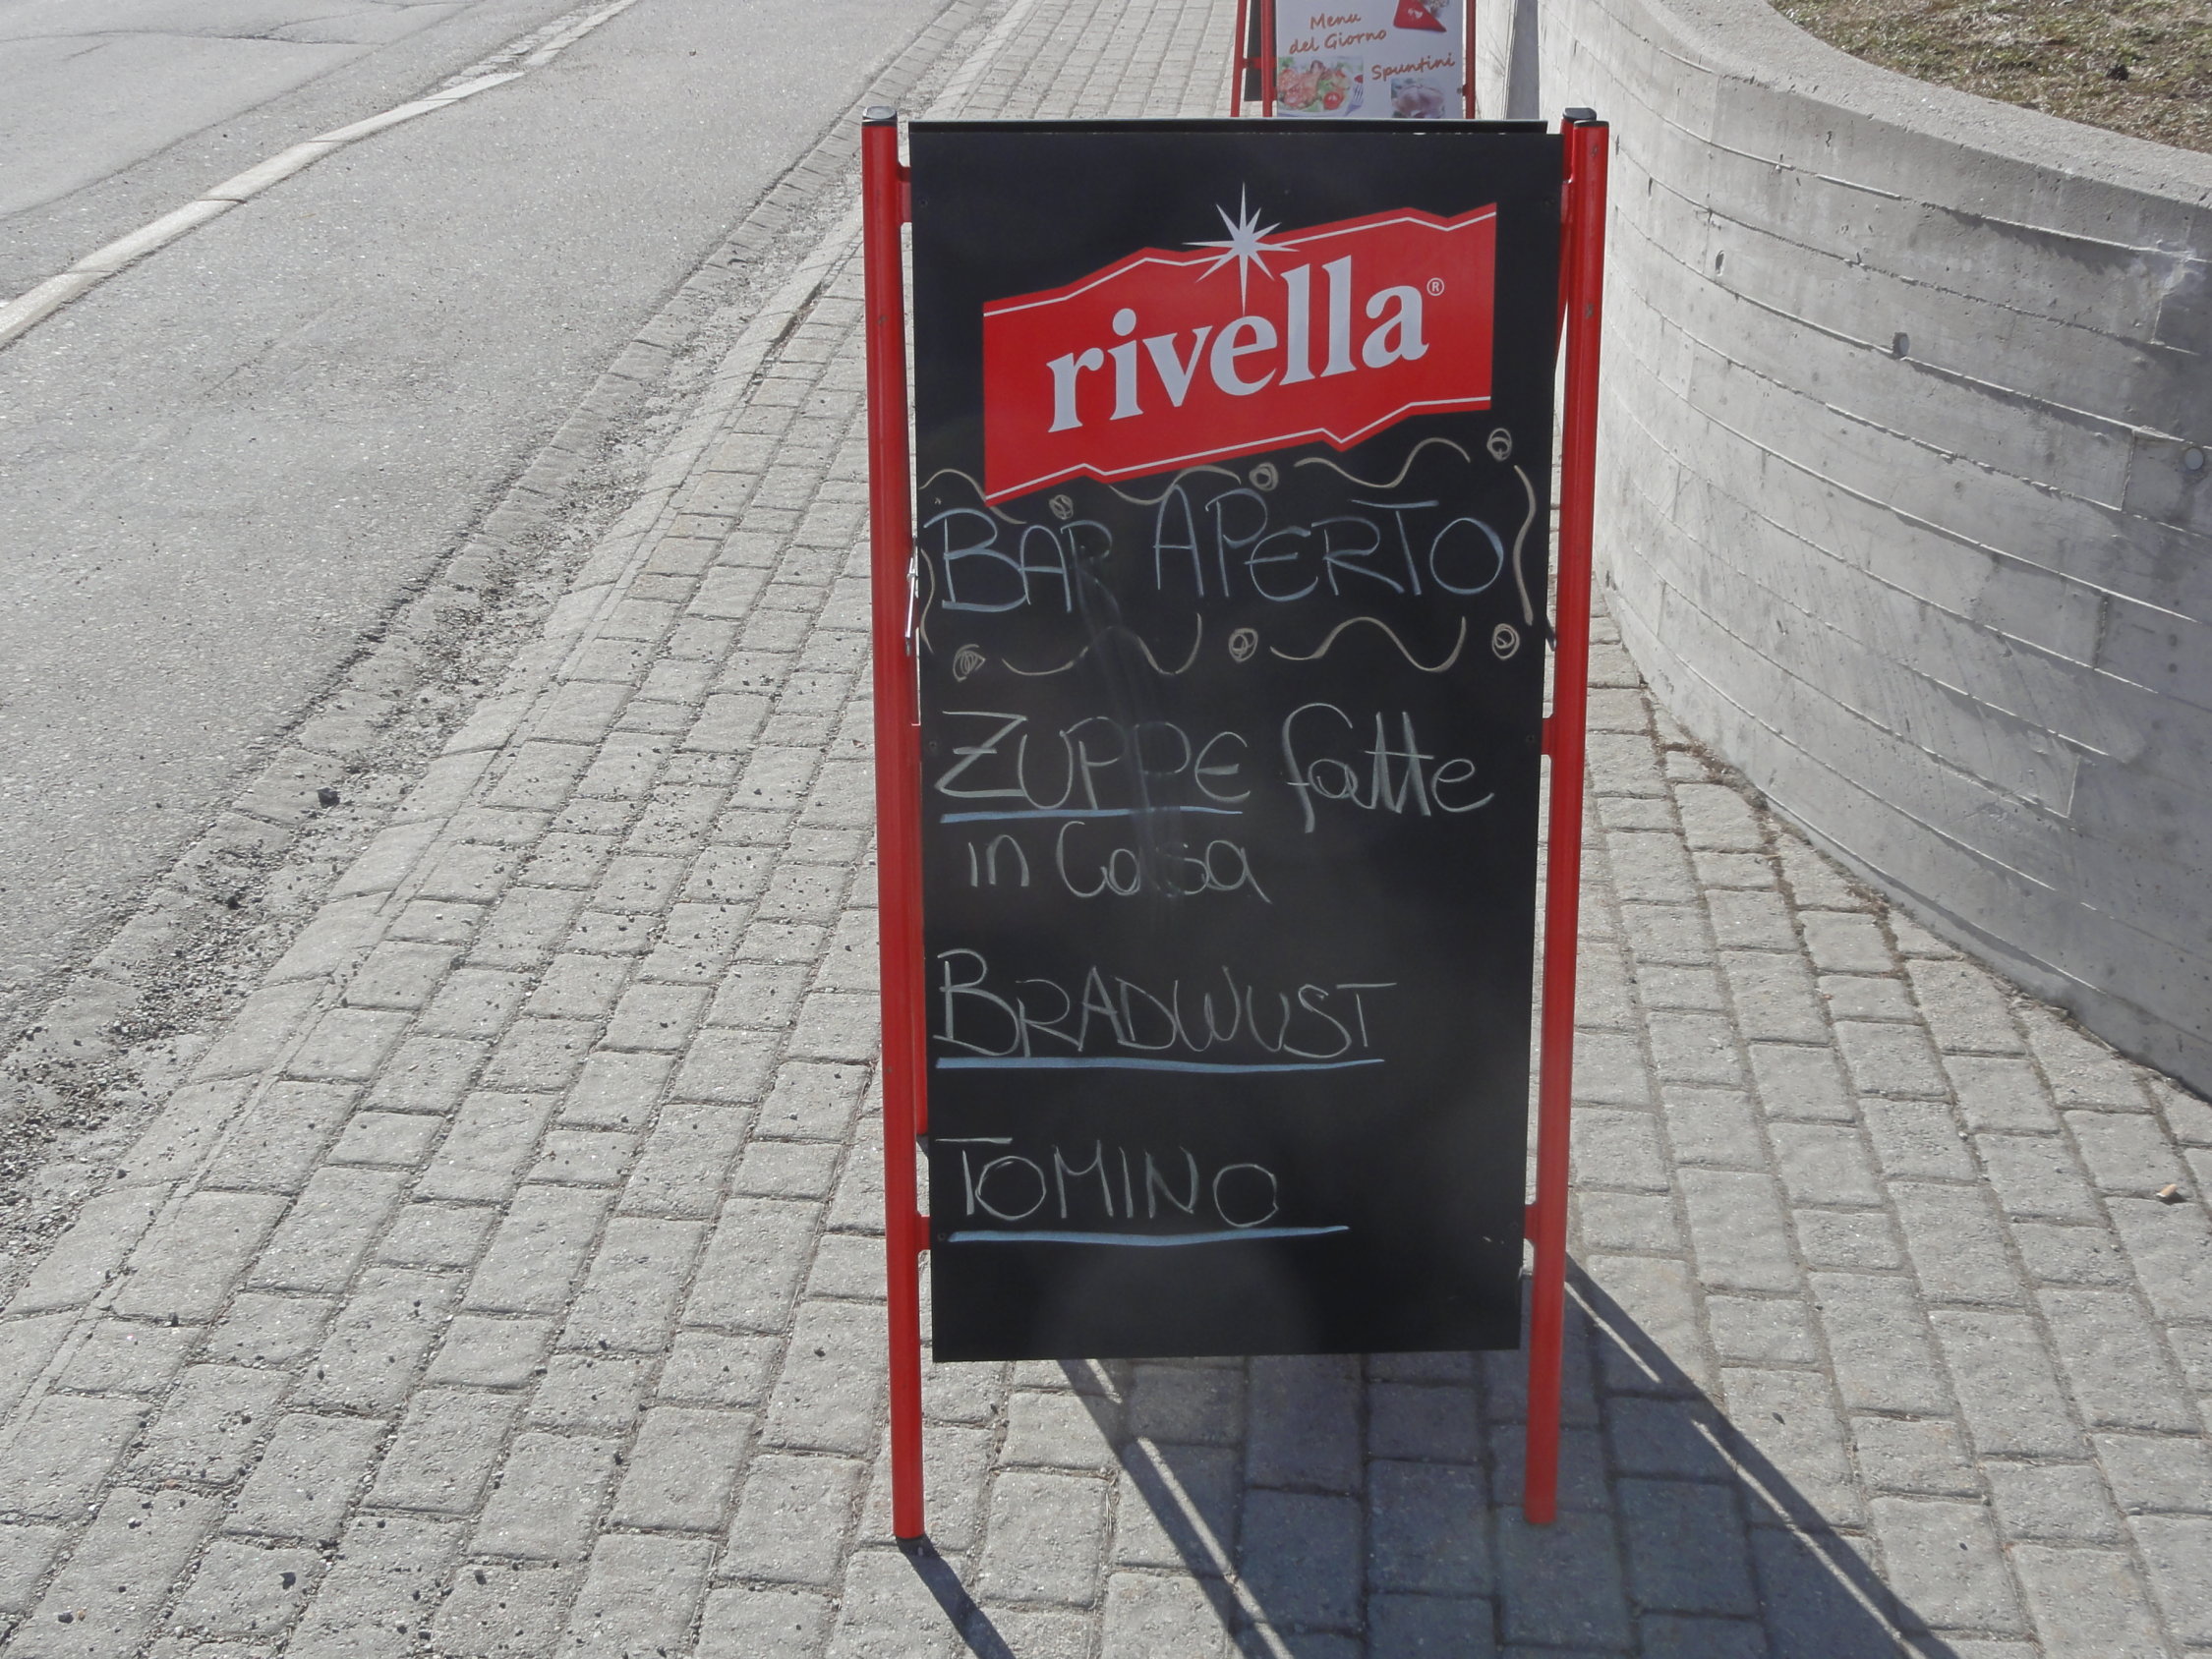 Menu
del Giorno
Spuntini
rivella®
BAR APERTO
ZUPPE fatte
in Casa
BRADWUST
TOMINO